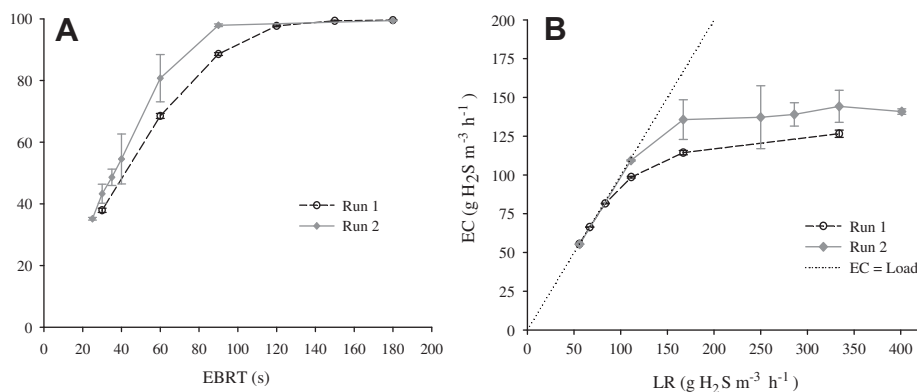 A
100
80
60
40
20
0
0 20 40 60 80 100 120 140 160 180 200
EBRT (s)
Run 1
Run 2
B
EC (g H₂S m⁻³ h⁻¹)
200
175
150
125
100
75
50
25
0
0 50 100 150 200 250 300 350 400
LR (g H₂S m⁻³ h⁻¹)
Run 1
Run 2
EC = Load